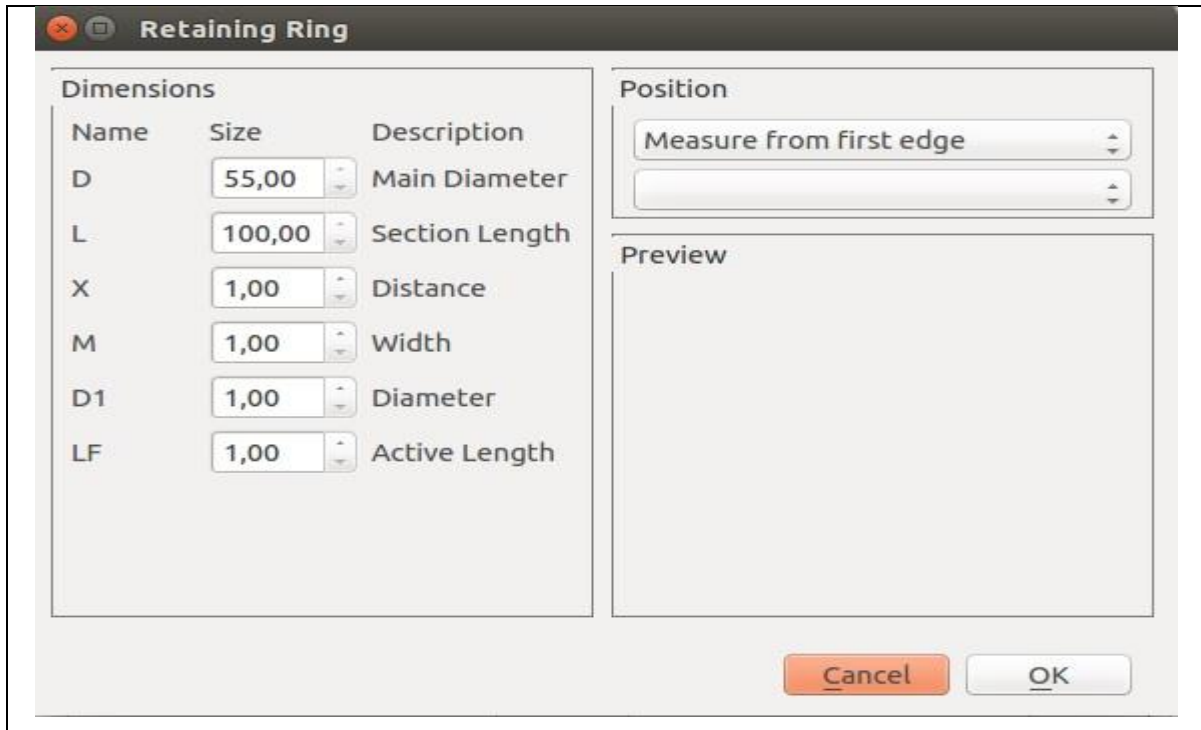 Retaining Ring
Dimensions
Name Size Description
D 55,00 Main Diameter
L 100,00 Section Length
X 1,00 Distance
M 1,00 Width
D1 1,00 Diameter
LF 1,00 Active Length
Position
Measure from first edge
Preview
Cancel OK